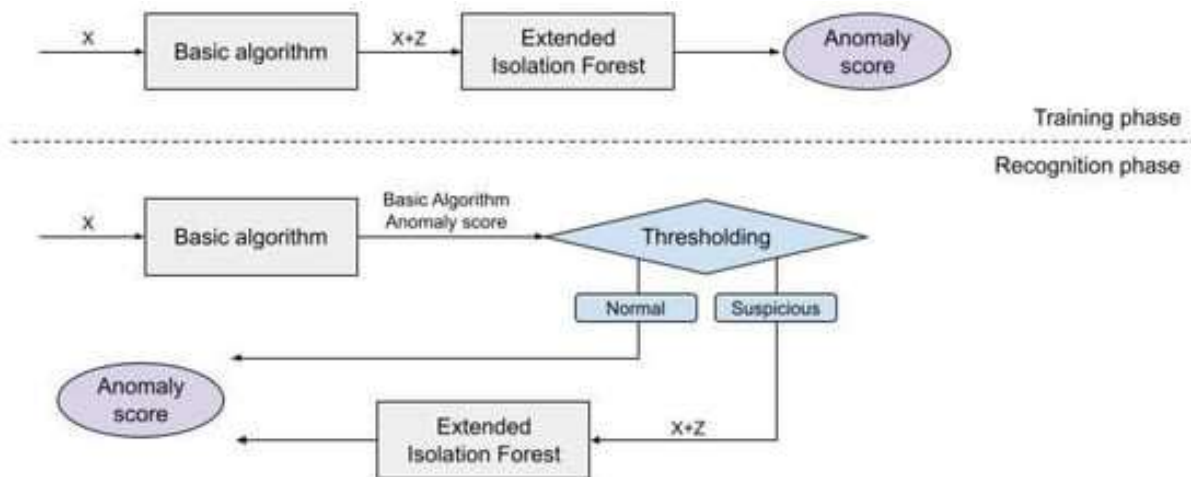 X
Basic algorithm
X+Z
Extended
Isolation Forest
Anomaly
score
Training phase
Recognition phase
X
Basic algorithm
Basic Algorithm
Anomaly score
Thresholding
Normal
Suspicious
Anomaly
score
Extended
Isolation Forest
X+Z